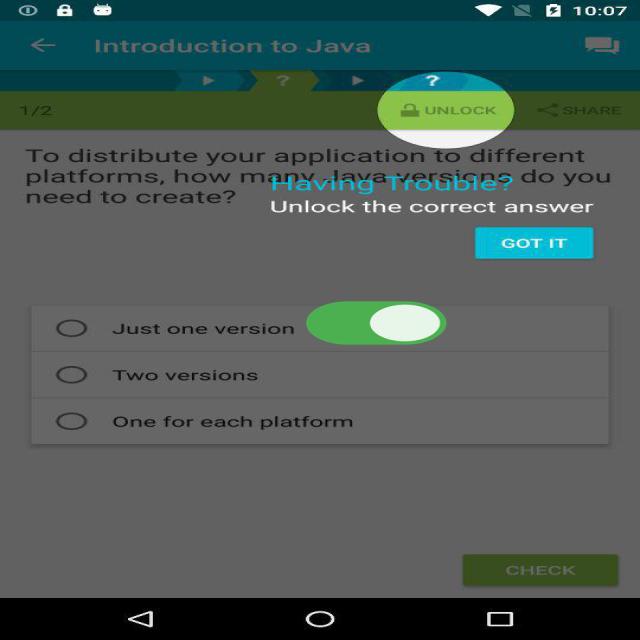 10:07
Introduction to Java
?
?
1/2
UNLOCK
SHARE
To distribute your application to different
platforms, how many Java versions do you
need to create?
Having Trouble?
Unlock the correct answer
GOT IT
Just one version
Two versions
One for each platform
CHECK